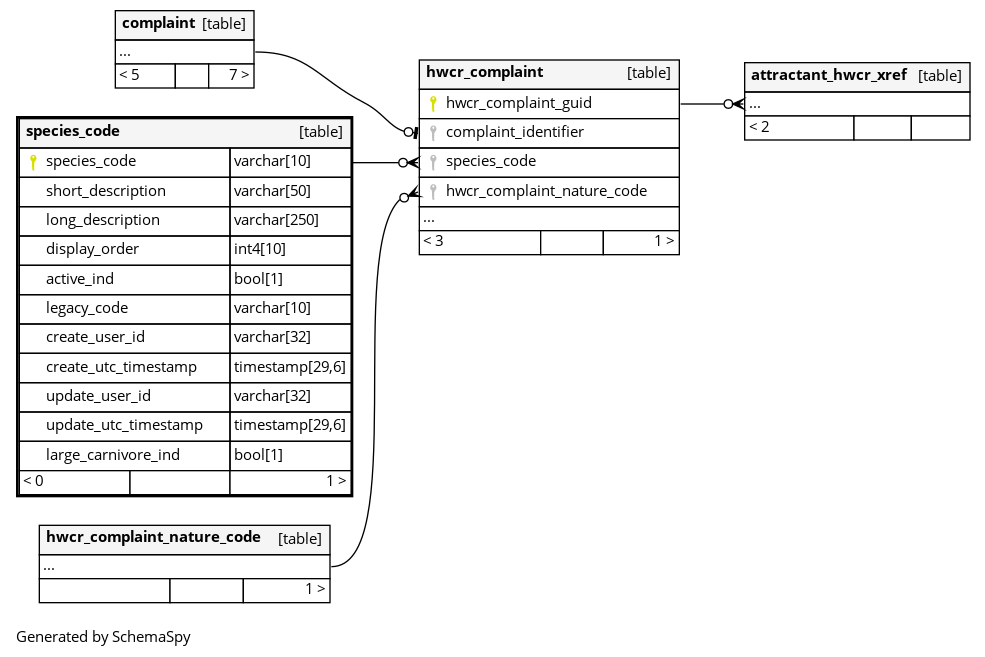 complaint [table]
...
< 5 7 >
species_code [table]
species_code varchar[10]
short_description varchar[50]
long_description varchar[250]
display_order int4[10]
active_ind bool[1]
legacy_code varchar[10]
create_user_id varchar[32]
create_utc_timestamp timestamp[29,6]
update_user_id varchar[32]
update_utc_timestamp timestamp[29,6]
large_carnivore_ind bool[1]
< 0 1 >
hwcr_complaint_nature_code [table]
...
1 >
hwcr_complaint [table]
hwcr_complaint_guid
complaint_identifier
species_code
hwcr_complaint_nature_code
...
< 3 1 >
attractant_hwcr_xref [table]
...
< 2
Generated by SchemaSpy